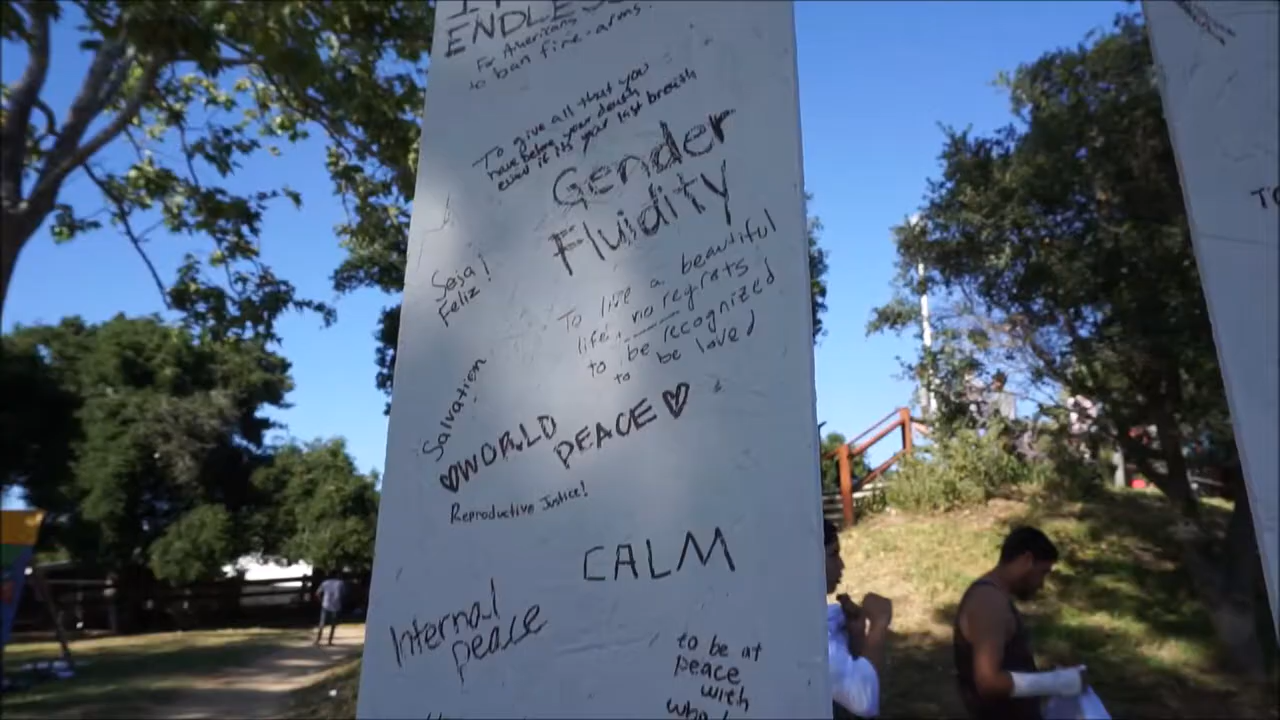 ENDLESS
For Americans
to ban fire-arms.
To give all that you
have before your death
even if it's your last breath
Gender
Fluidity
Seja!
Feliz
To live a beautiful
life, no regrets
to be recognized
to be loved
Salvation
WORLD
PEACE
Reproductive Justice!
CALM
Internal
peace
to be at
peace
with
TO